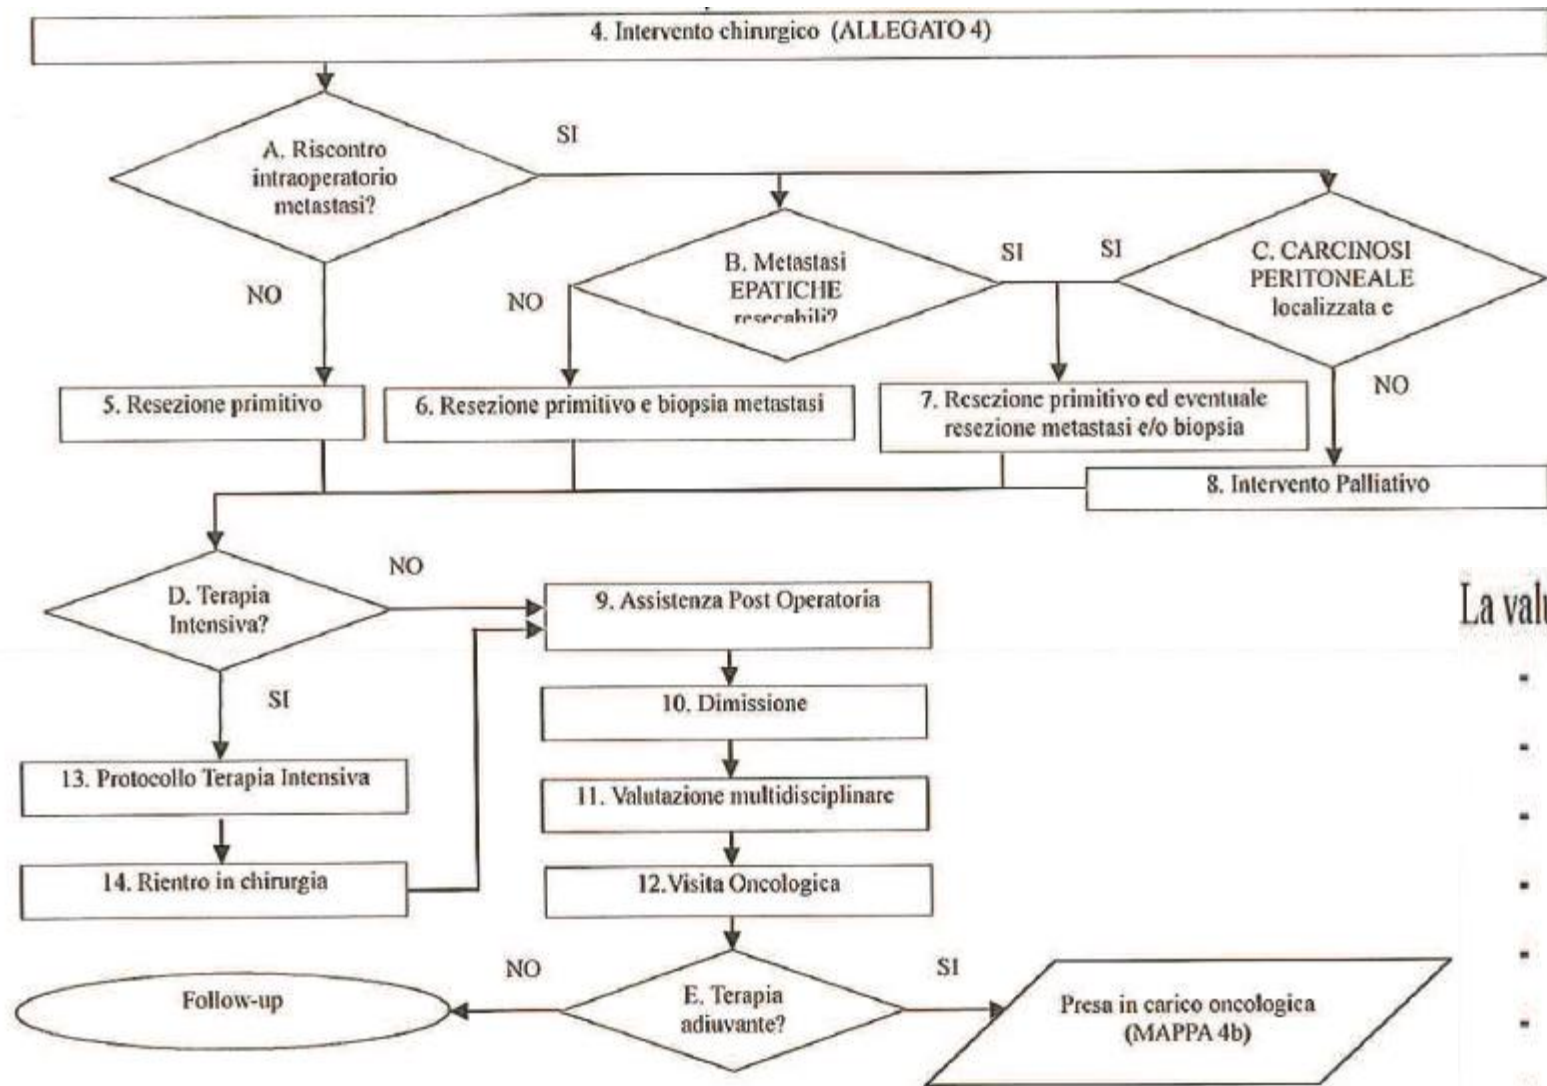 4. Intervento chirurgico (ALLEGATO 4)
A. Riscontro
intraoperatorio
metastasi?
SI
NO
B. Metastasi
EPATICHE
resecabili?
NO
SI
SI
C. CARCINOSI
PERITONEALE
localizzata e
NO
5. Resezione primitivo
6. Resezione primitivo e biopsia metastasi
7. Resezione primitivo ed eventuale
resezione metastasi e/o biopsia
8. Intervento Palliativo
D. Terapia
Intensiva?
NO
SI
9. Assistenza Post Operatoria
10. Dimissione
11. Valutazione multidisciplinare
12.Visita Oncologica
13. Protocollo Terapia Intensiva
14. Rientro in chirurgia
E. Terapia
adiuvante?
NO
SI
Follow-up
Presa in carico oncologica
(MAPPA 4b)
La valu